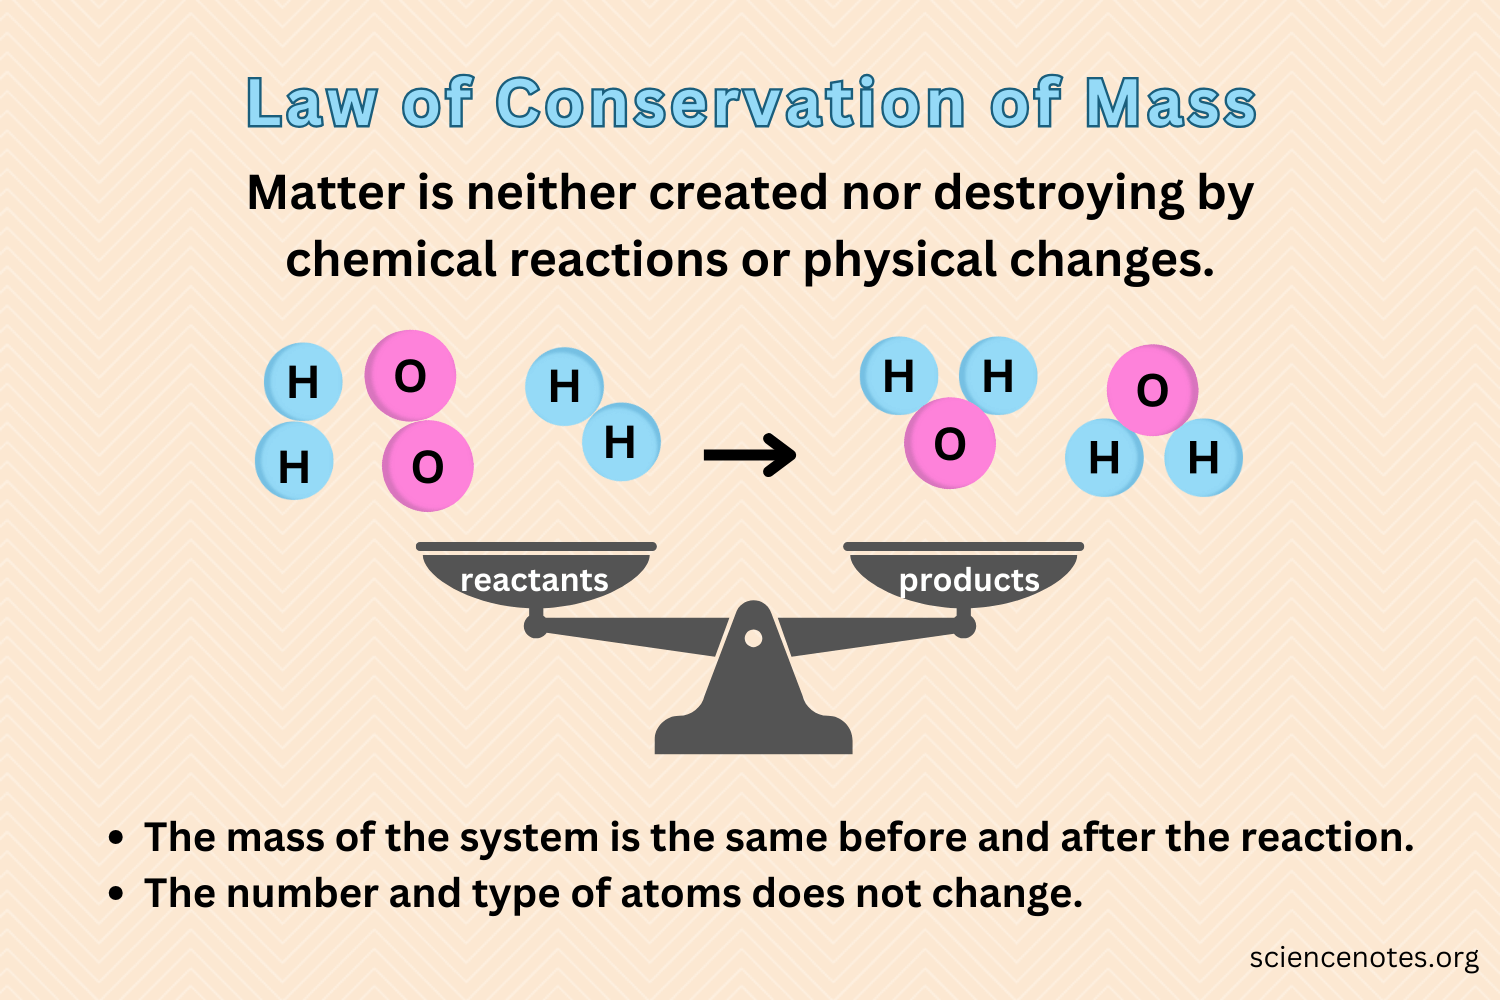 Law of Conservation of Mass
Matter is neither created nor destroying by
chemical reactions or physical changes.
H O H H H O
H O H O H H
reactants products
• The mass of the system is the same before and after the reaction.
• The number and type of atoms does not change.
sciencenotes.org